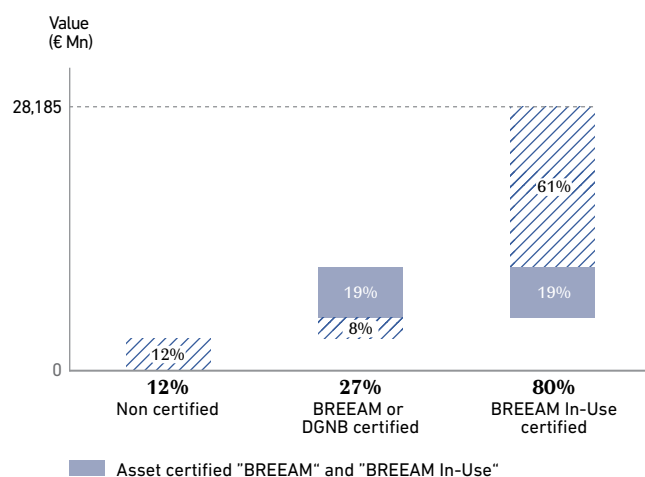 Value
(€ Mn)
28,185
61%
19%
19%
8%
12%
0
12%
Non certified
27%
BREEAM or
DGNB certified
80%
BREEAM In-Use
certified
Asset certified "BREEAM“ and "BREEAM In-Use“